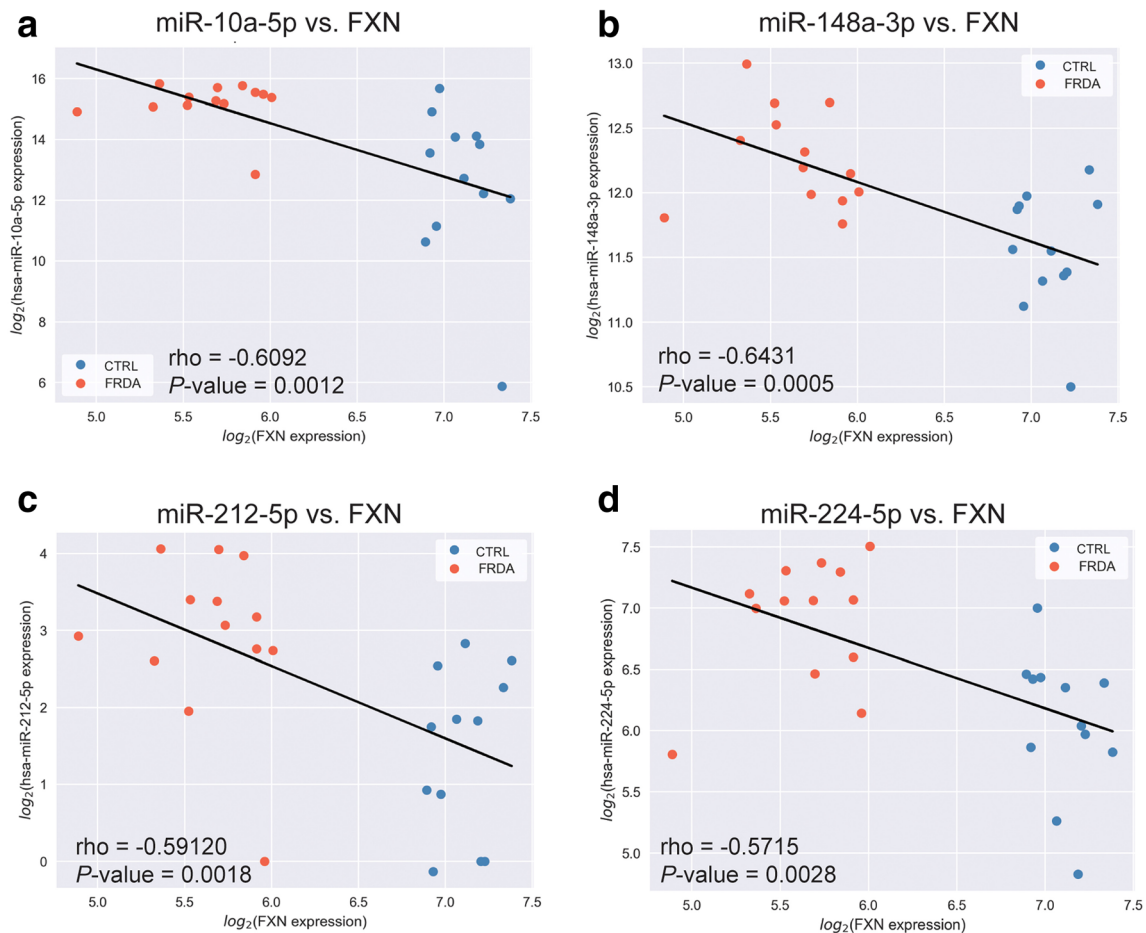 a
miR-10a-5p vs. FXN
16
14
12
10
8
6
log2(hsa-miR-10a-5p expression)
CTRL
FRDA
rho = -0.6092
P-value = 0.0012
5.0 5.5 6.0 6.5 7.0 7.5
log2(FXN expression)
b
miR-148a-3p vs. FXN
13.0
12.5
12.0
11.5
11.0
10.5
log2(hsa-miR-148a-3p expression)
CTRL
FRDA
rho = -0.6431
P-value = 0.0005
5.0 5.5 6.0 6.5 7.0 7.5
log2(FXN expression)
c
miR-212-5p vs. FXN
4
3
2
1
0
log2(hsa-miR-212-5p expression)
CTRL
FRDA
rho = -0.59120
P-value = 0.0018
5.0 5.5 6.0 6.5 7.0 7.5
log2(FXN expression)
d
miR-224-5p vs. FXN
7.5
7.0
6.5
6.0
5.5
5.0
log2(hsa-miR-224-5p expression)
CTRL
FRDA
rho = -0.5715
P-value = 0.0028
5.0 5.5 6.0 6.5 7.0 7.5
log2(FXN expression)